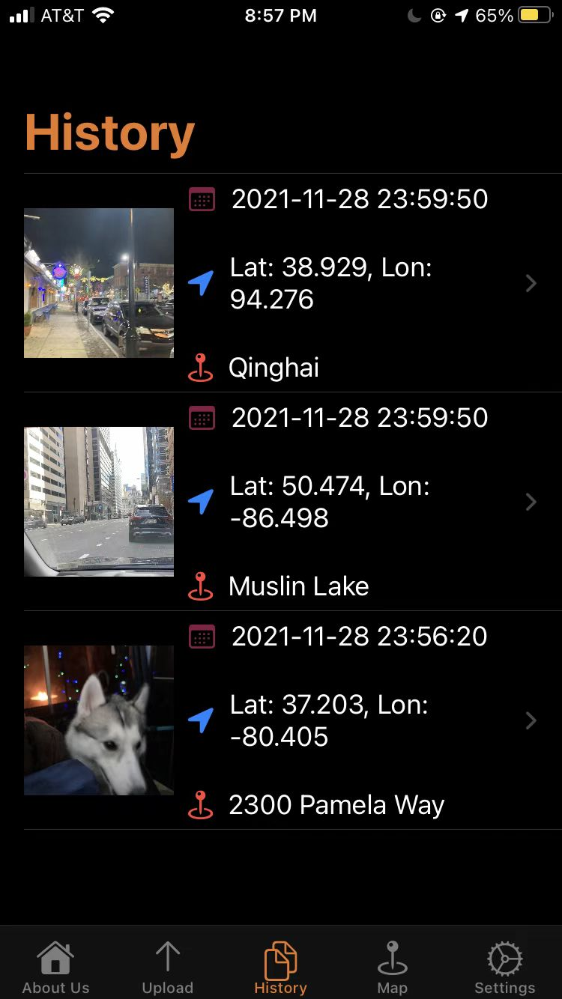 AT&T 8:57 PM 65%
History
2021-11-28 23:59:50
Lat: 38.929, Lon:
94.276
Qinghai
2021-11-28 23:59:50
Lat: 50.474, Lon:
-86.498
Muslin Lake
2021-11-28 23:56:20
Lat: 37.203, Lon:
-80.405
2300 Pamela Way
About Us Upload History Map Settings